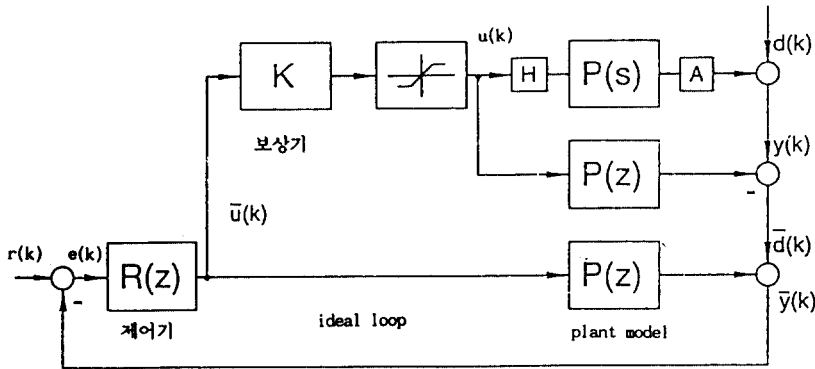 u(k)
d(k)
K
H
P(s)
A
보상기
y(k)
P(z)
-
u̅(k)
d̅(k)
r(k)
e(k)
R(z)
P(z)
y̅(k)
-
제어기
ideal loop
plant model